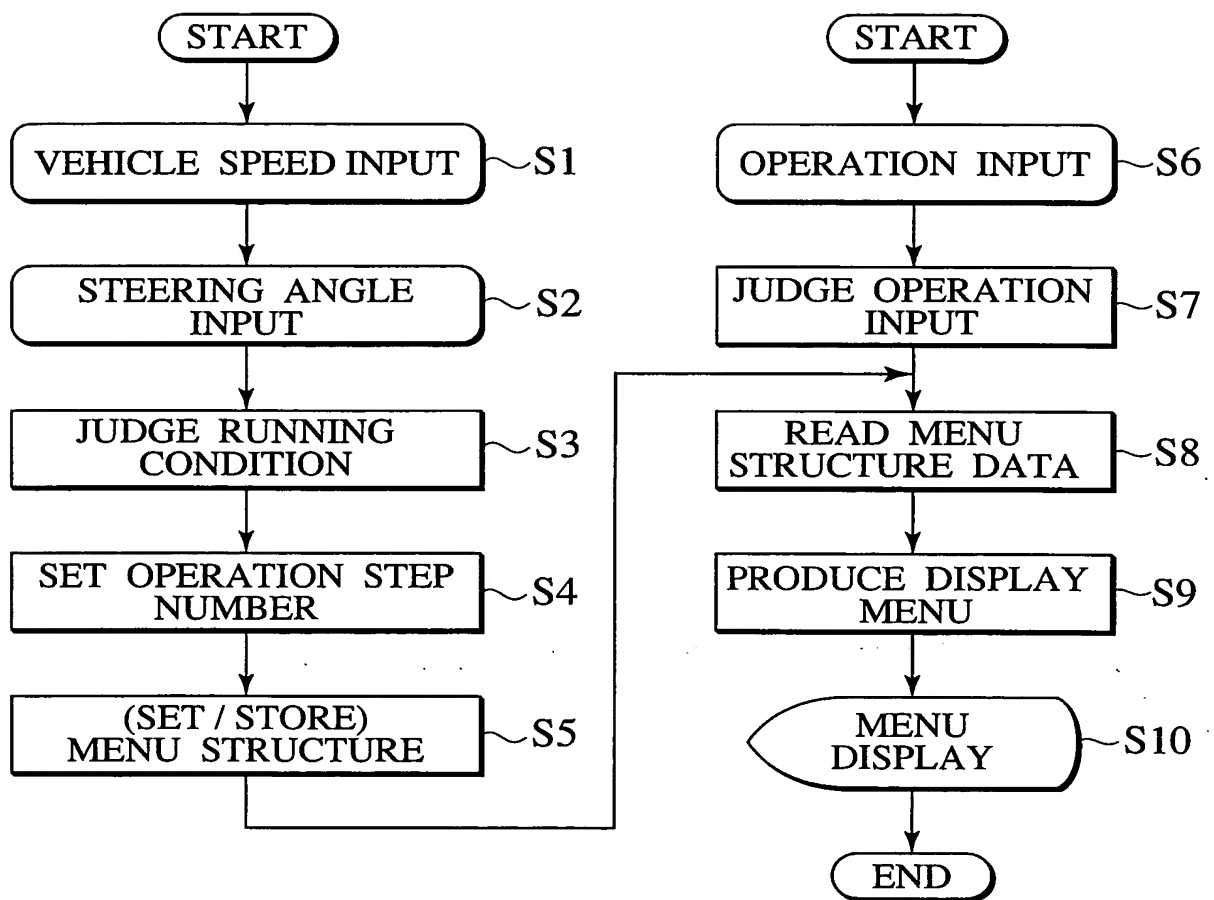 START
VEHICLE SPEED INPUT
S1
STEERING ANGLE
INPUT
S2
JUDGE RUNNING
CONDITION
S3
SET OPERATION STEP
NUMBER
S4
(SET / STORE)
MENU STRUCTURE
S5
START
OPERATION INPUT
S6
JUDGE OPERATION
INPUT
S7
READ MENU
STRUCTURE DATA
S8
PRODUCE DISPLAY
MENU
S9
MENU
DISPLAY
S10
END